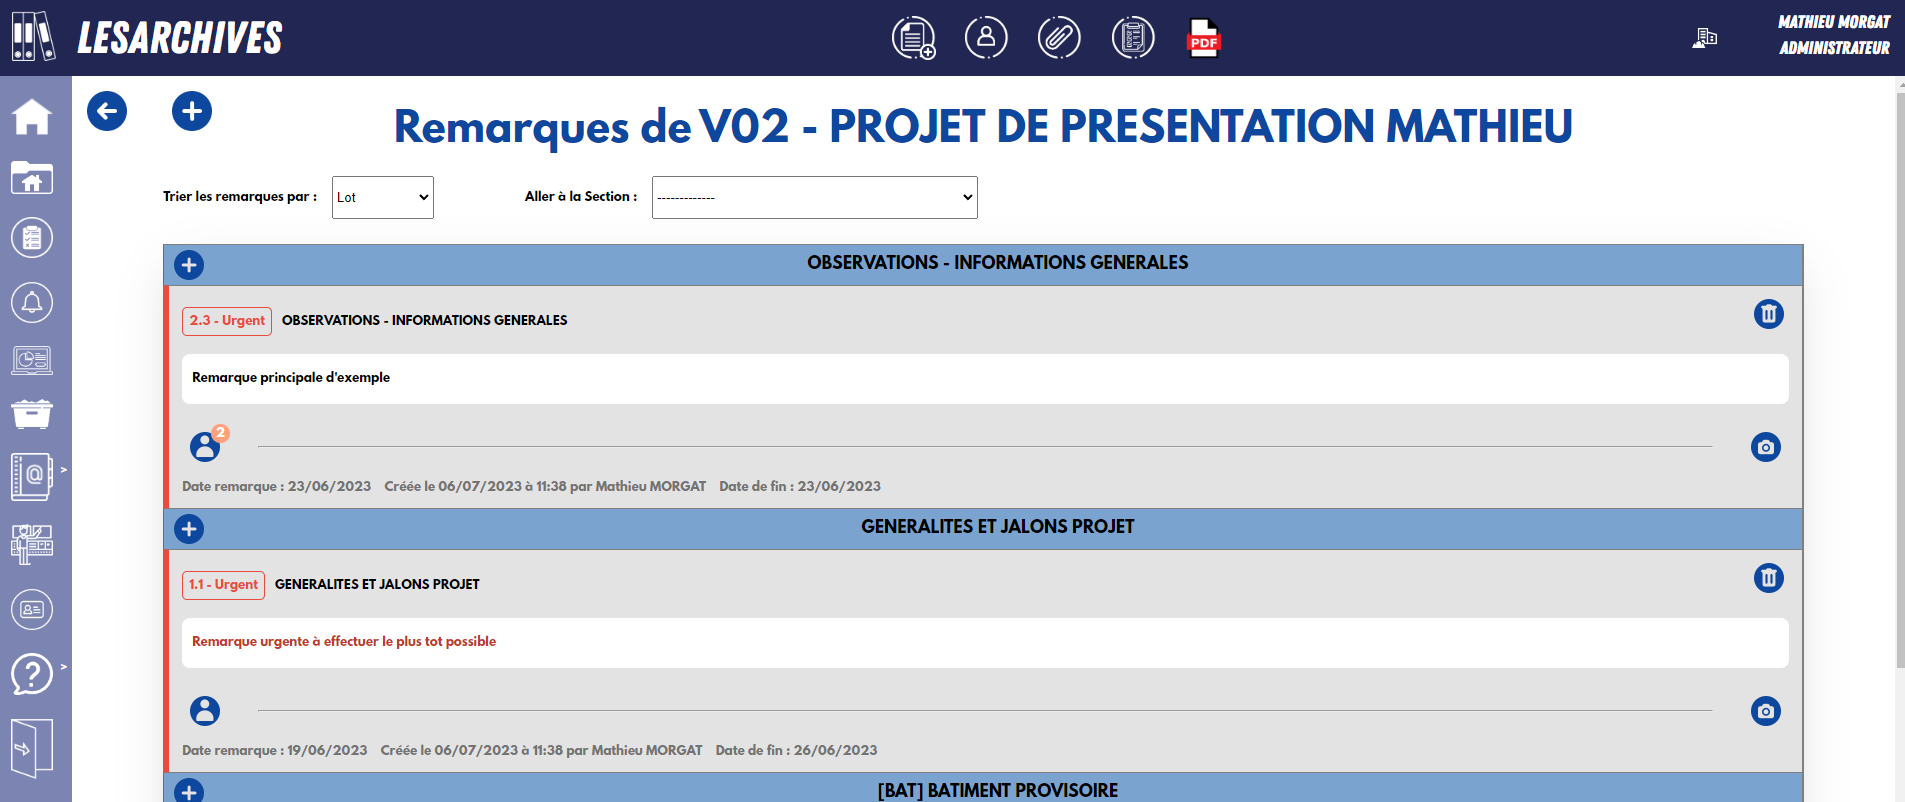 LESARCHIVES
PDF
MATHIEU MORGAT
ADMINISTRATEUR
Remarques de V02 - PROJET DE PRESENTATION MATHIEU
Trier les remarques par : Lot Aller à la Section : -------------
OBSERVATIONS - INFORMATIONS GENERALES
2.3 - Urgent OBSERVATIONS - INFORMATIONS GENERALES
Remarque principale d'exemple
2
Date remarque : 23/06/2023 Créée le 06/07/2023 à 11:38 par Mathieu MORGAT Date de fin : 23/06/2023
GENERALITES ET JALONS PROJET
1.1 - Urgent GENERALITES ET JALONS PROJET
Remarque urgente à effectuer le plus tot possible
Date remarque : 19/06/2023 Créée le 06/07/2023 à 11:38 par Mathieu MORGAT Date de fin : 26/06/2023
[BAT] BATIMENT PROVISOIRE